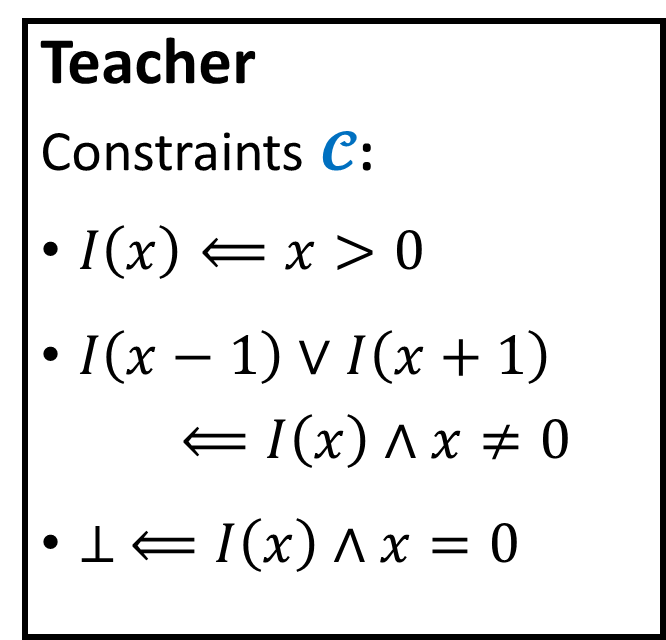 Teacher
Constraints 𝓒:
• I(x) ⟸ x > 0
• I(x − 1) ∨ I(x + 1)
⟸ I(x) ∧ x ≠ 0
• ⊥ ⟸ I(x) ∧ x = 0